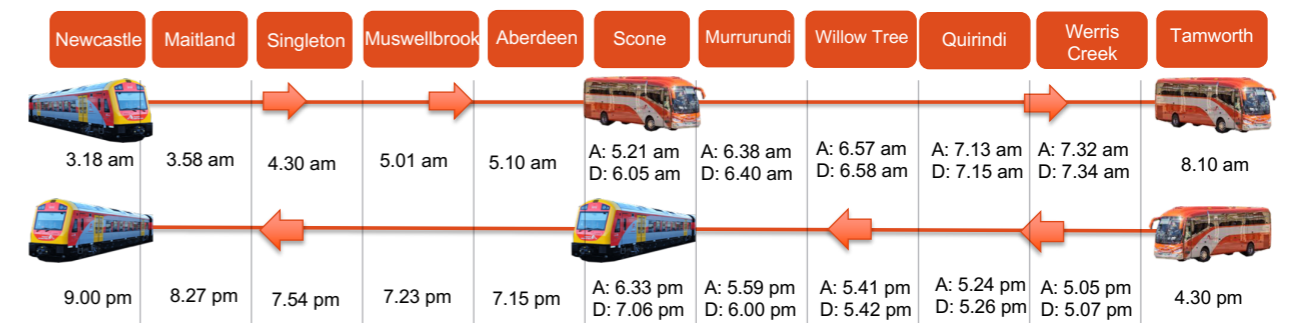 Newcastle
Maitland
Singleton
Muswellbrook
Aberdeen
Scone
Murrurundi
Willow Tree
Quirindi
Werris
Creek
Tamworth
3.18 am
3.58 am
4.30 am
5.01 am
5.10 am
A: 5.21 am
D: 6.05 am
A: 6.38 am
D: 6.40 am
A: 6.57 am
D: 6.58 am
A: 7.13 am
D: 7.15 am
A: 7.32 am
D: 7.34 am
8.10 am
9.00 pm
8.27 pm
7.54 pm
7.23 pm
7.15 pm
A: 6.33 pm
D: 7.06 pm
A: 5.59 pm
D: 6.00 pm
A: 5.41 pm
D: 5.42 pm
A: 5.24 pm
D: 5.26 pm
A: 5.05 pm
D: 5.07 pm
4.30 pm